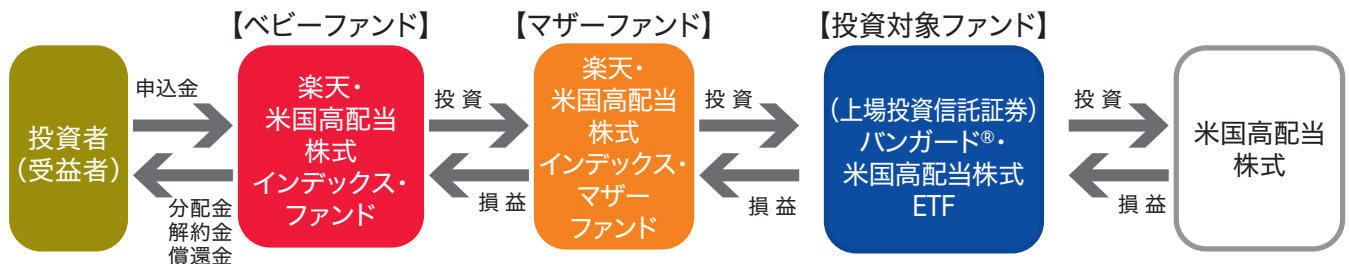 【ベビーファンド】
【マザーファンド】
【投資対象ファンド】
投資者
(受益者)
申込金
分配金
解約金
償還金
楽天・
米国高配当
株式
インデックス・
ファンド
投 資
損 益
楽天・
米国高配当
株式
インデックス・
マザー
ファンド
投 資
損 益
(上場投資信託証券)
バンガード®・
米国高配当株式
ETF
投 資
損 益
米国高配当
株式